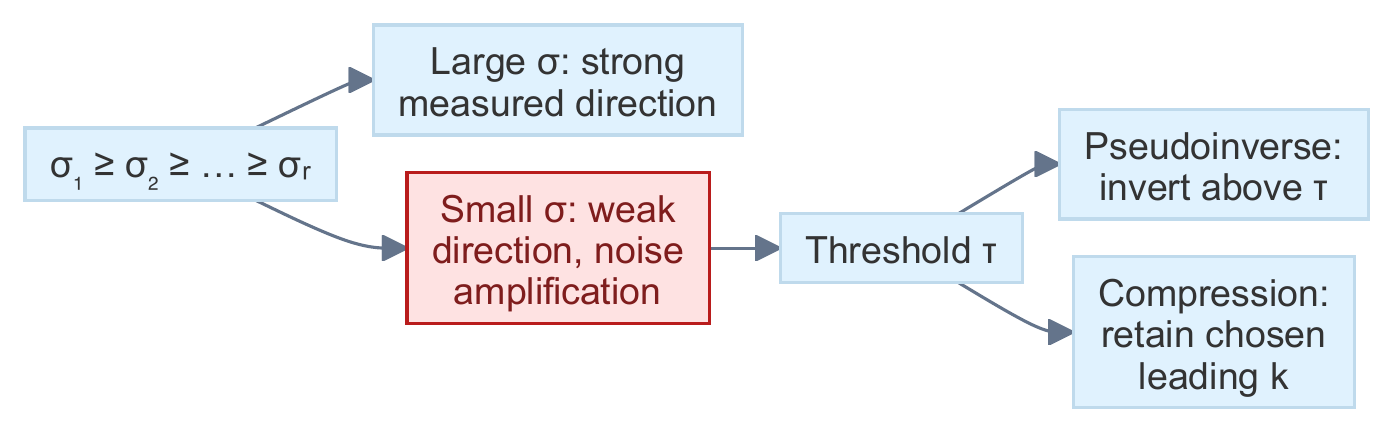 σ₁ ≥ σ₂ ≥ … ≥ σᵣ
Large σ: strong
measured direction
Small σ: weak
direction, noise
amplification
Threshold τ
Pseudoinverse:
invert above τ
Compression:
retain chosen
leading k